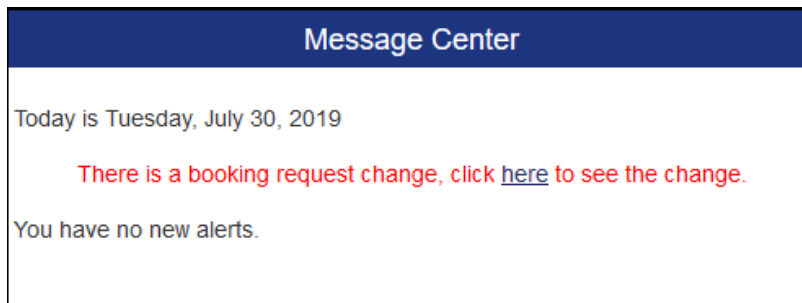 Message Center
Today is Tuesday, July 30, 2019
There is a booking request change, click here to see the change.
You have no new alerts.